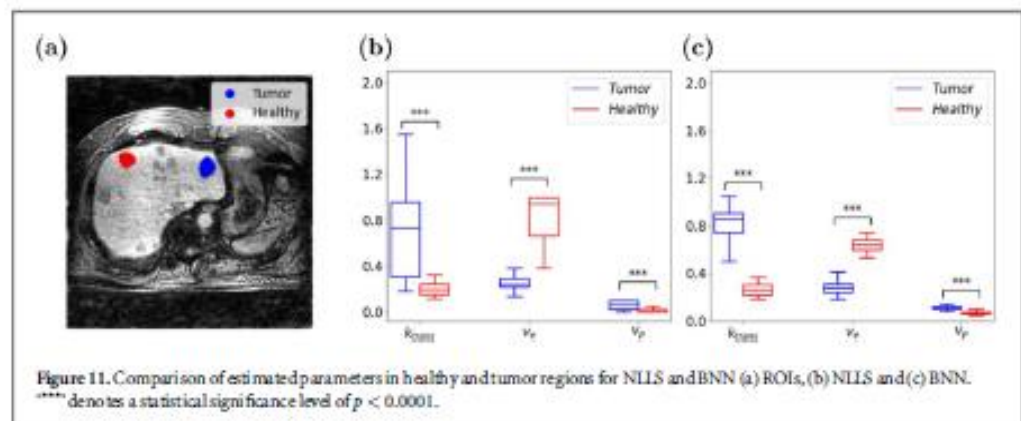 (a)
Tumor
Healthy
(b)
2.0
1.6
1.2
0.8
0.4
0.0
Tumor
Healthy
***
***
***
k_trans
v_e
v_p
(c)
2.0
1.6
1.2
0.8
0.4
0.0
Tumor
Healthy
***
***
***
k_trans
v_e
v_p
Figure 11. Comparison of estimated parameters in healthy and tumor regions for NLLS and BNN (a) ROIs, (b) NLLS and (c) BNN.
"***" denotes a statistical significance level of p < 0.0001.